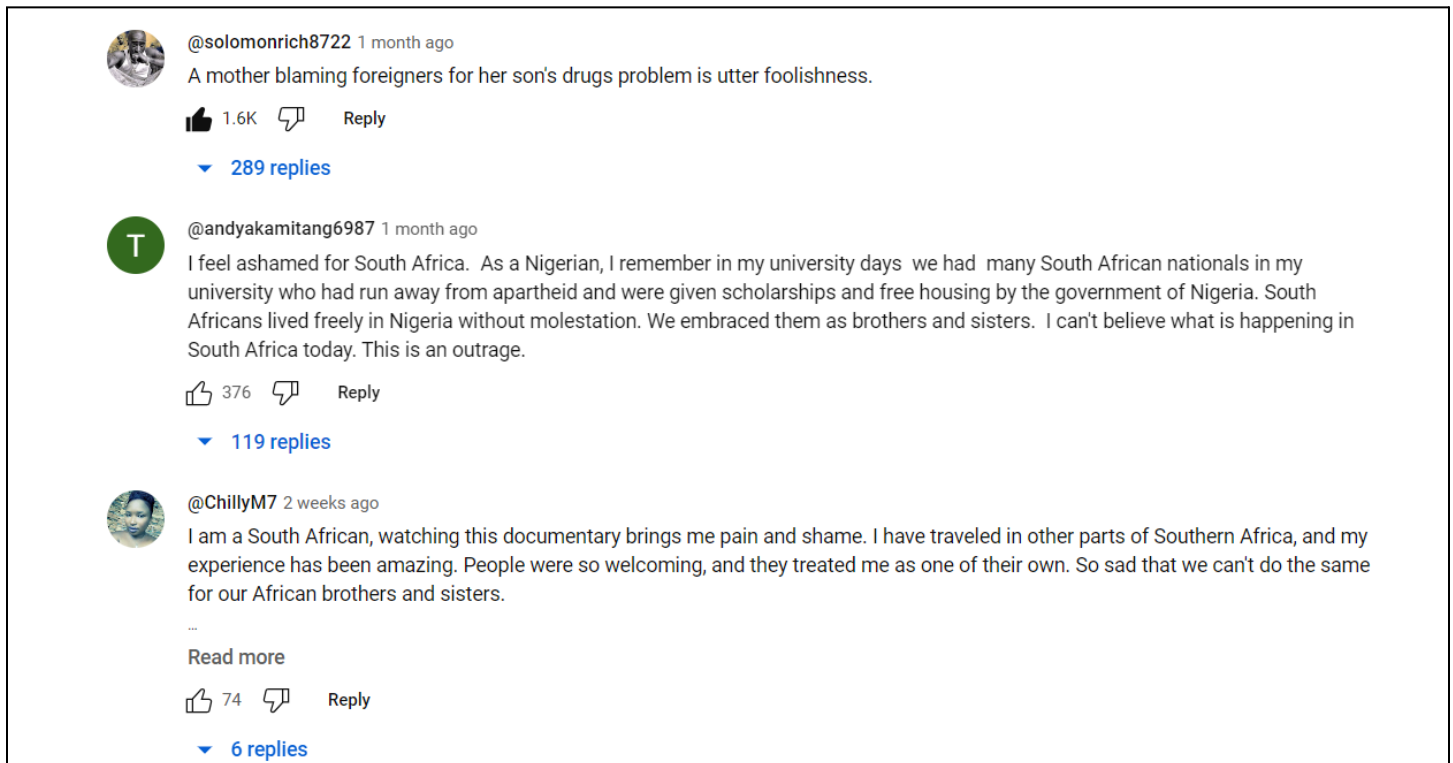 @solomonrich8722 1 month ago
A mother blaming foreigners for her son's drugs problem is utter foolishness.
1.6K Reply
289 replies
T
@andyakamitang6987 1 month ago
I feel ashamed for South Africa.  As a Nigerian, I remember in my university days  we had  many South African nationals in my
university who had run away from apartheid and were given scholarships and free housing by the government of Nigeria. South
Africans lived freely in Nigeria without molestation. We embraced them as brothers and sisters.  I can't believe what is happening in
South Africa today. This is an outrage.
376 Reply
119 replies
@ChillyM7 2 weeks ago
I am a South African, watching this documentary brings me pain and shame. I have traveled in other parts of Southern Africa, and my
experience has been amazing. People were so welcoming, and they treated me as one of their own. So sad that we can't do the same
for our African brothers and sisters.
...
Read more
74 Reply
6 replies